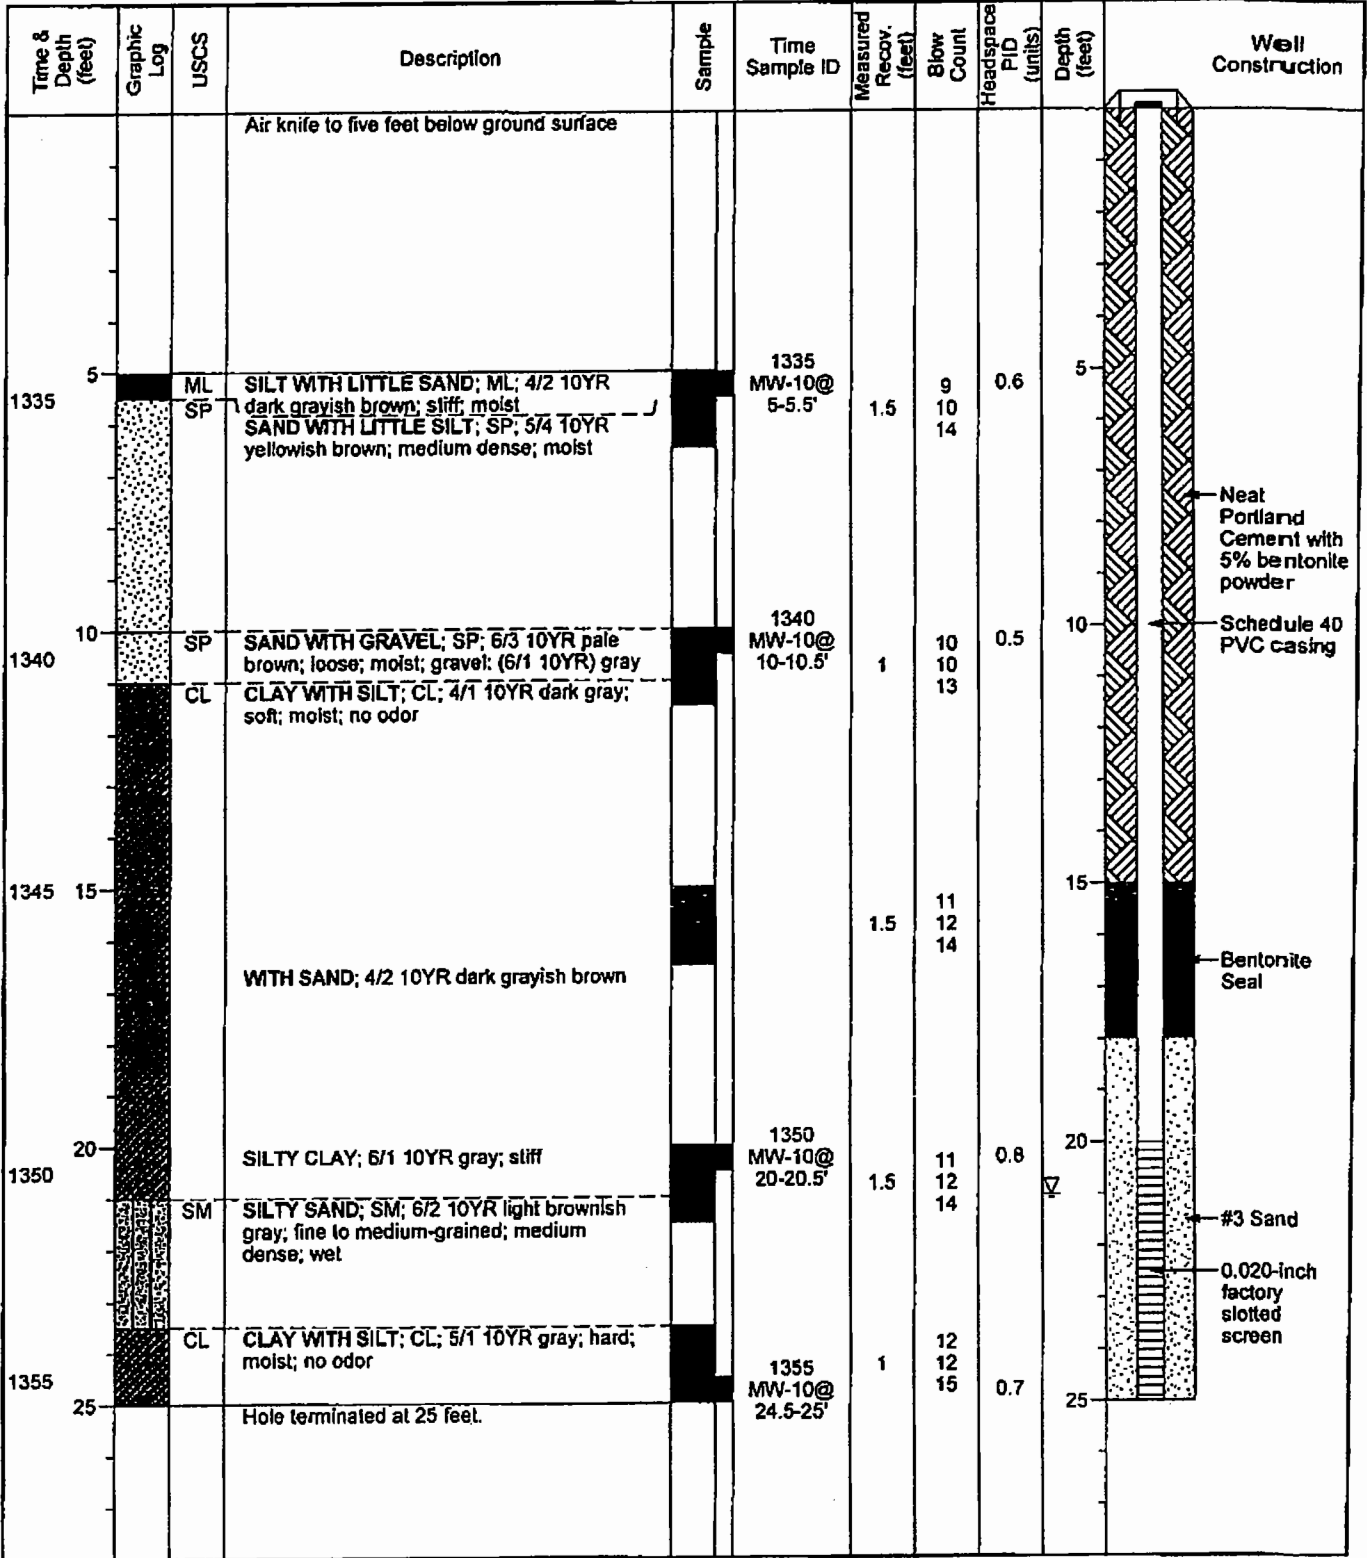 Time & Depth (feet)
Graphic Log
USCS
Description
Sample
Time Sample ID
Measured Recov. (feet)
Blow Count
Headspace PID (units)
Depth (feet)
Well Construction
Air knife to five feet below ground surface
5
1335
ML
SP
SILT WITH LITTLE SAND; ML; 4/2 10YR
dark grayish brown; stiff; moist
SAND WITH LITTLE SILT; SP; 5/4 10YR
yellowish brown; medium dense; moist
1335
MW-10@
5-5.5'
1.5
9
10
14
0.6
5
Neat
Portland
Cement with
5% bentonite
powder
10
1340
SP
SAND WITH GRAVEL; SP; 6/3 10YR pale
brown; loose; moist; gravel: (6/1 10YR) gray
CL
CLAY WITH SILT; CL; 4/1 10YR dark gray;
soft; moist; no odor
1340
MW-10@
10-10.5'
1
10
10
13
0.5
10
Schedule 40
PVC casing
1345 15
1.5
11
12
14
15
WITH SAND; 4/2 10YR dark grayish brown
Bentonite
Seal
20
1350
SILTY CLAY; 6/1 10YR gray; stiff
SM
SILTY SAND; SM; 6/2 10YR light brownish
gray; fine to medium-grained; medium
dense; wet
1350
MW-10@
20-20.5'
1.5
11
12
14
0.8
20
#3 Sand
0.020-inch
factory
slotted
screen
CL
CLAY WITH SILT; CL; 5/1 10YR gray; hard;
moist; no odor
1355
25
1355
MW-10@
24.5-25'
1
12
12
15
0.7
25
Hole terminated at 25 feet.